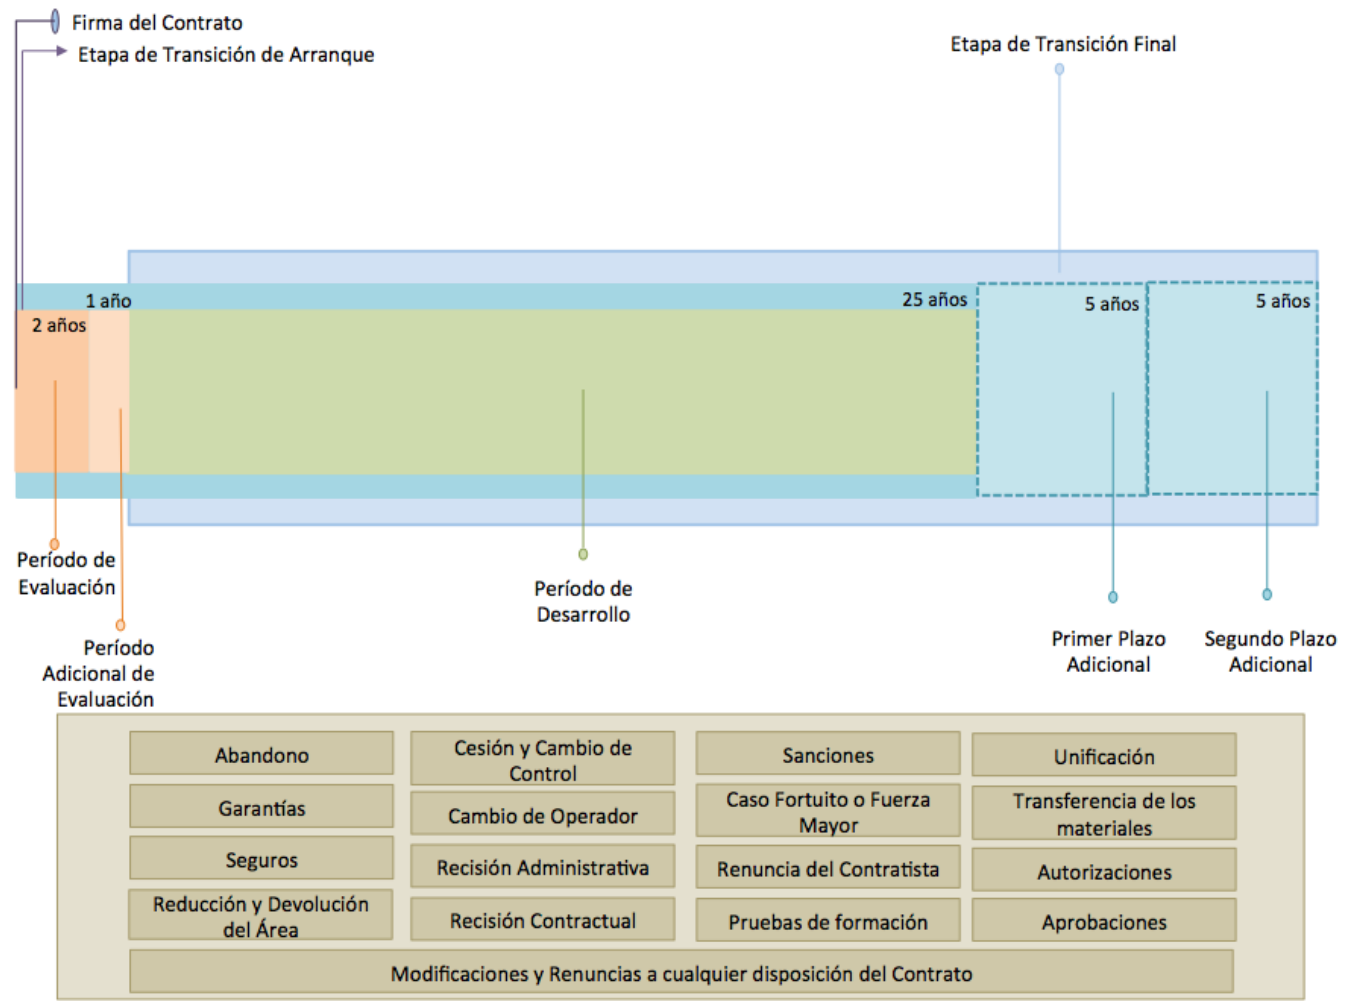 Firma del Contrato
Etapa de Transición de Arranque
Etapa de Transición Final
1 año
2 años
25 años
5 años
5 años
Período de
Evaluación
Período
Adicional de
Evaluación
Período de
Desarrollo
Primer Plazo
Adicional
Segundo Plazo
Adicional
Abandono
Cesión y Cambio de
Control
Sanciones
Unificación
Garantías
Cambio de Operador
Caso Fortuito o Fuerza
Mayor
Transferencia de los
materiales
Seguros
Recisión Administrativa
Renuncia del Contratista
Autorizaciones
Reducción y Devolución
del Área
Recisión Contractual
Pruebas de formación
Aprobaciones
Modificaciones y Renuncias a cualquier disposición del Contrato